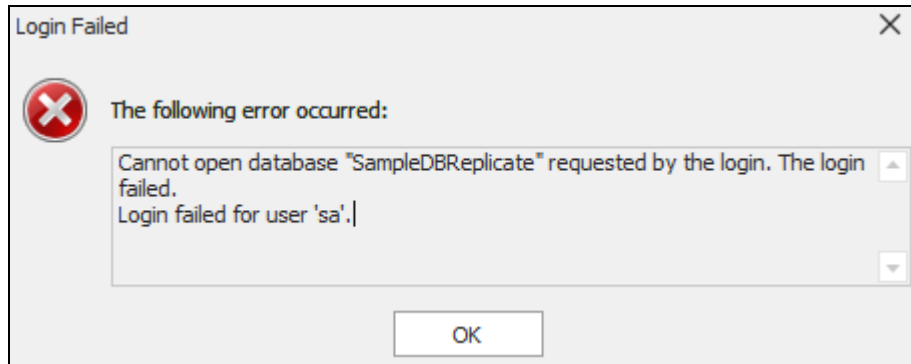 Login Failed
The following error occurred:
Cannot open database "SampleDBReplicate" requested by the login. The login
failed.
Login failed for user 'sa'.
OK